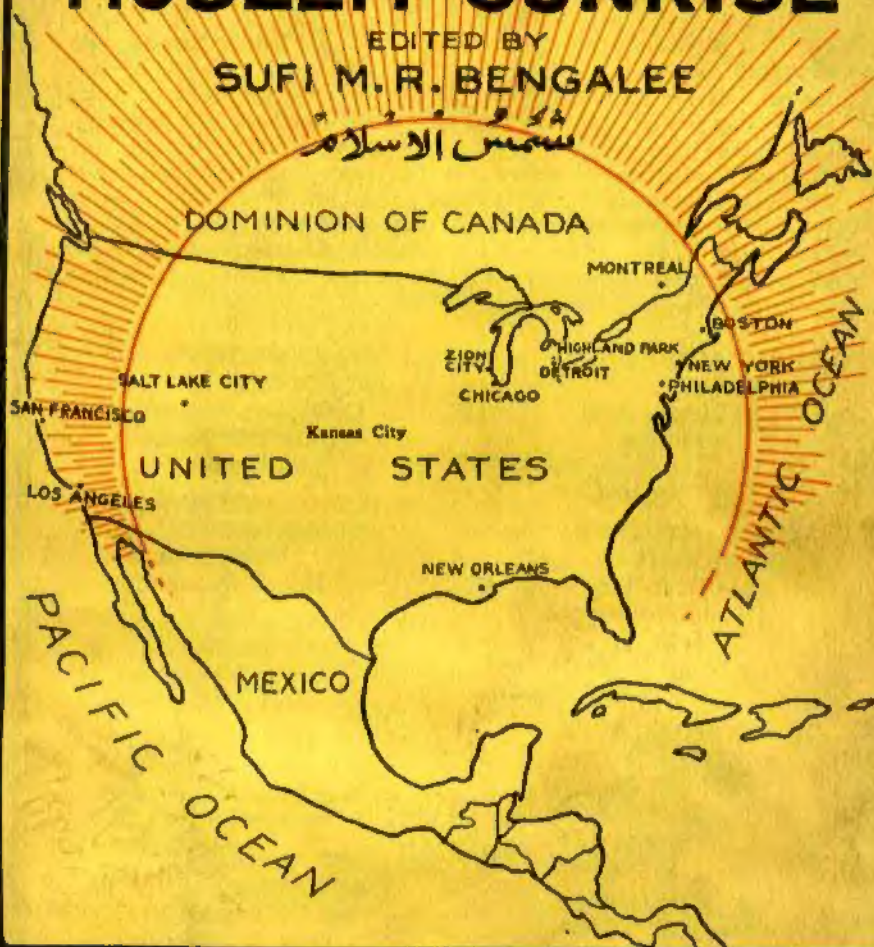 MOSLEM SUNRISE
EDITED BY
SUFI M. R. BENGALEE
شمس الاسلام
DOMINION OF CANADA
MONTREAL
BOSTON
ZION CITY
HIGHLAND PARK
DETROIT
NEW YORK
PHILADELPHIA
CHICAGO
SALT LAKE CITY
SAN FRANCISCO
Kansas City
UNITED STATES
LOS ANGELES
NEW ORLEANS
MEXICO
PACIFIC OCEAN
ATLANTIC OCEAN